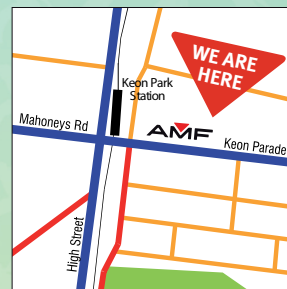 WE ARE
HERE
Keon Park
Station
Mahoneys Rd
AMF
Keon Parade
High Street